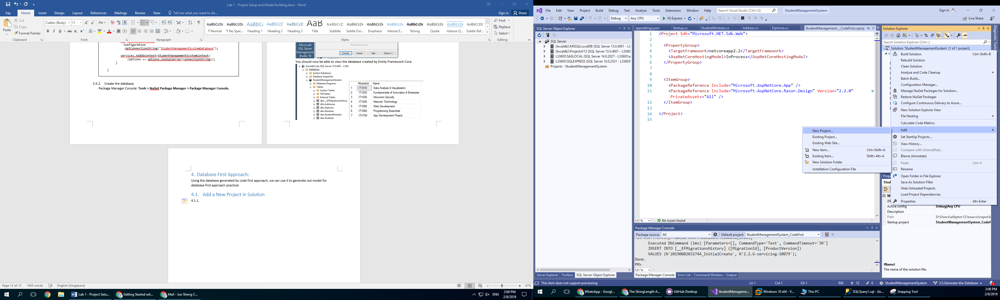 Lab 1 - Project Setup and Model Building.docx - Word
File Home Insert Design Layout References Mailings Review View Tell me what you want to do...
Sign in Share
Paste
Cut
Copy
Format Painter
Calibri (Body) 11
Find
Replace
Select
AaBbCcDc AaBbCcDc AaBbC( AaBbCcE AaBbCcD AaB AaBbCcD AaBbCcDc AaBbCcDc AaBbCcDc AaBbCcDc AaBbCcDc AaBbCcDc AABBCCDE
¶ Normal ¶ No Spac... Heading 1 Heading 2 Heading 3 Title Subtitle Subtle Em... Emphasis Intense E... Strong Quote Intense Q... Subtle Ref...
Clipboard Font Paragraph Styles Editing
Configuration
.GetConnectionString("StudentManagementSystemDatabase");
services.AddDbContext<StudentManagementSystemContext>
(options => options.UseSqlServer(connectionString));
}
}
3.5.2. Create the database.
Package Manager Console: Tools > NuGet Package Manager > Package Manager Console.
Microsoft
SQL Server
Management
Studio 18
Remember password
Connect Cancel Help Options >>
You should now be able to view the database created by Entity Framework Core.
(localdb)\Lab (SQL Server 13.0.4001 - L3360
Databases
System Databases
Database Snapshots
StudentManagementSystem
Database Diagrams
Tables
System Tables
FileTables
External Tables
dbo.__EFMigrationsHistory
dbo.Addresses
dbo.Diploma
dbo.Modules
dbo.StudentModules
dbo.Students
ModuleId Name
1 IT1010 Data Analysis & Visualisation
2 IT1020 Fundamentals of Innovation & Enterprise
3 IT1030 Infocomm Security
4 IT1040 Network Technology
5 IT1050 Web Development
6 IT1060 Programming Essentials
7 ITX150 App Development Project
4. Database First Approach:
Using the database generated by code first approach, we can use it to generate out model for
database first approach practical.
4.1. Add a New Project in Solution
4.1.1.
Page 13 of 13 1405 words English (Singapore) 87%
Lab 1 - Project Setu... Getting Started wit... Mail - Jun Sheng C... ENG 2:00 PM
2/8/2019
File Edit View Project Build Debug Test Analyze Tools Extensions Window Help Search Visual Studio (Ctrl+Q) StudentManagementSystem Sign in
Debug Any CPU IIS Express Live Share
SQL Server Object Explorer
SQL Server
(localdb)\MSSQLLocalDB (SQL Server 13.0.4001 - L33
(localdb)\ProjectsV13 (SQL Server 13.0.4001 - L3360
L33603\SASLOCAL (SQL Server 14.0.2027 - L33603\a
L33603\SQLEXPRESS (SQL Server 10.0.2531 - L33603\
Projects - StudentManagementSystem
appsettings.json Startup.cs StudentModules.cs Address.cs Diploma.cs StudentManagement..._CodeFirst.csproj
1 <Project Sdk="Microsoft.NET.Sdk.Web">
2
3 <PropertyGroup>
4 <TargetFramework>netcoreapp2.2</TargetFramework>
5 <AspNetCoreHostingModel>InProcess</AspNetCoreHostingModel>
6 </PropertyGroup>
7
8
9 <ItemGroup>
10 <PackageReference Include="Microsoft.AspNetCore.App" />
11 <PackageReference Include="Microsoft.AspNetCore.Razor.Design" Version="2.2.0"
PrivateAssets="All" />
12 </ItemGroup>
13
14 </Project>
15
121 % No issues found
Solution Explorer
Search Solution Explorer (Ctrl+;)
Solution 'StudentManagementSystem' (1 of 1 project)
Build Solution Ctrl+Shift+B
Rebuild Solution
Clean Solution
Analyze and Code Cleanup
Batch Build...
Configuration Manager...
Manage NuGet Packages for Solution...
Restore NuGet Packages
Configure Continuous Delivery to Azure...
New Solution Explorer View
File Nesting
Calculate Code Metrics
Add
Set StartUp Projects...
View History...
Compare with Unmodified...
Blame (Annotate)
Paste Ctrl+V
Rename
Open Folder in File Explorer
Save As Solution Filter
Hide Unloaded Projects
Load Project Dependencies
Properties Alt+Enter
New Project...
Existing Project...
Existing Web Site...
New Item... Ctrl+Shift+A
Existing Item... Shift+Alt+A
New Solution Folder
Installation Configuration File
Active config Debug|Any CPU
Description
Path D:\Users\afiqster12\source\repos\
Startup project StudentManagementSystem_CodeF
(Name)
The name of the solution file.
Diagnostic Tools
Package Manager Console
Package source: All Default project: StudentManagementSystem_CodeFirst
Executed DbCommand (1ms) [Parameters=[], CommandType='Text', CommandTimeout='30']
INSERT INTO [__EFMigrationsHistory] ([MigrationId], [ProductVersion])
VALUES (N'20190802032744_InitialCreate', N'2.2.6-servicing-10079');
Done.
PM>
121 %
Server Explorer Toolbox SQL Server Object Explorer Package Manager Console Error List Command Window Output
This item does not support previewing Ln 1 Col 1 Ch 1 INS 12 0 StudentManagementSystem 3.5.Generate-the-Database 1
WhatsApp - Googl... The StringLength A... GitHub Desktop StudentManageme... Windows 10 x64 - V... This PC SQLQuery1.sql - (lo... Snipping Tool 2:00 PM
2/8/2019